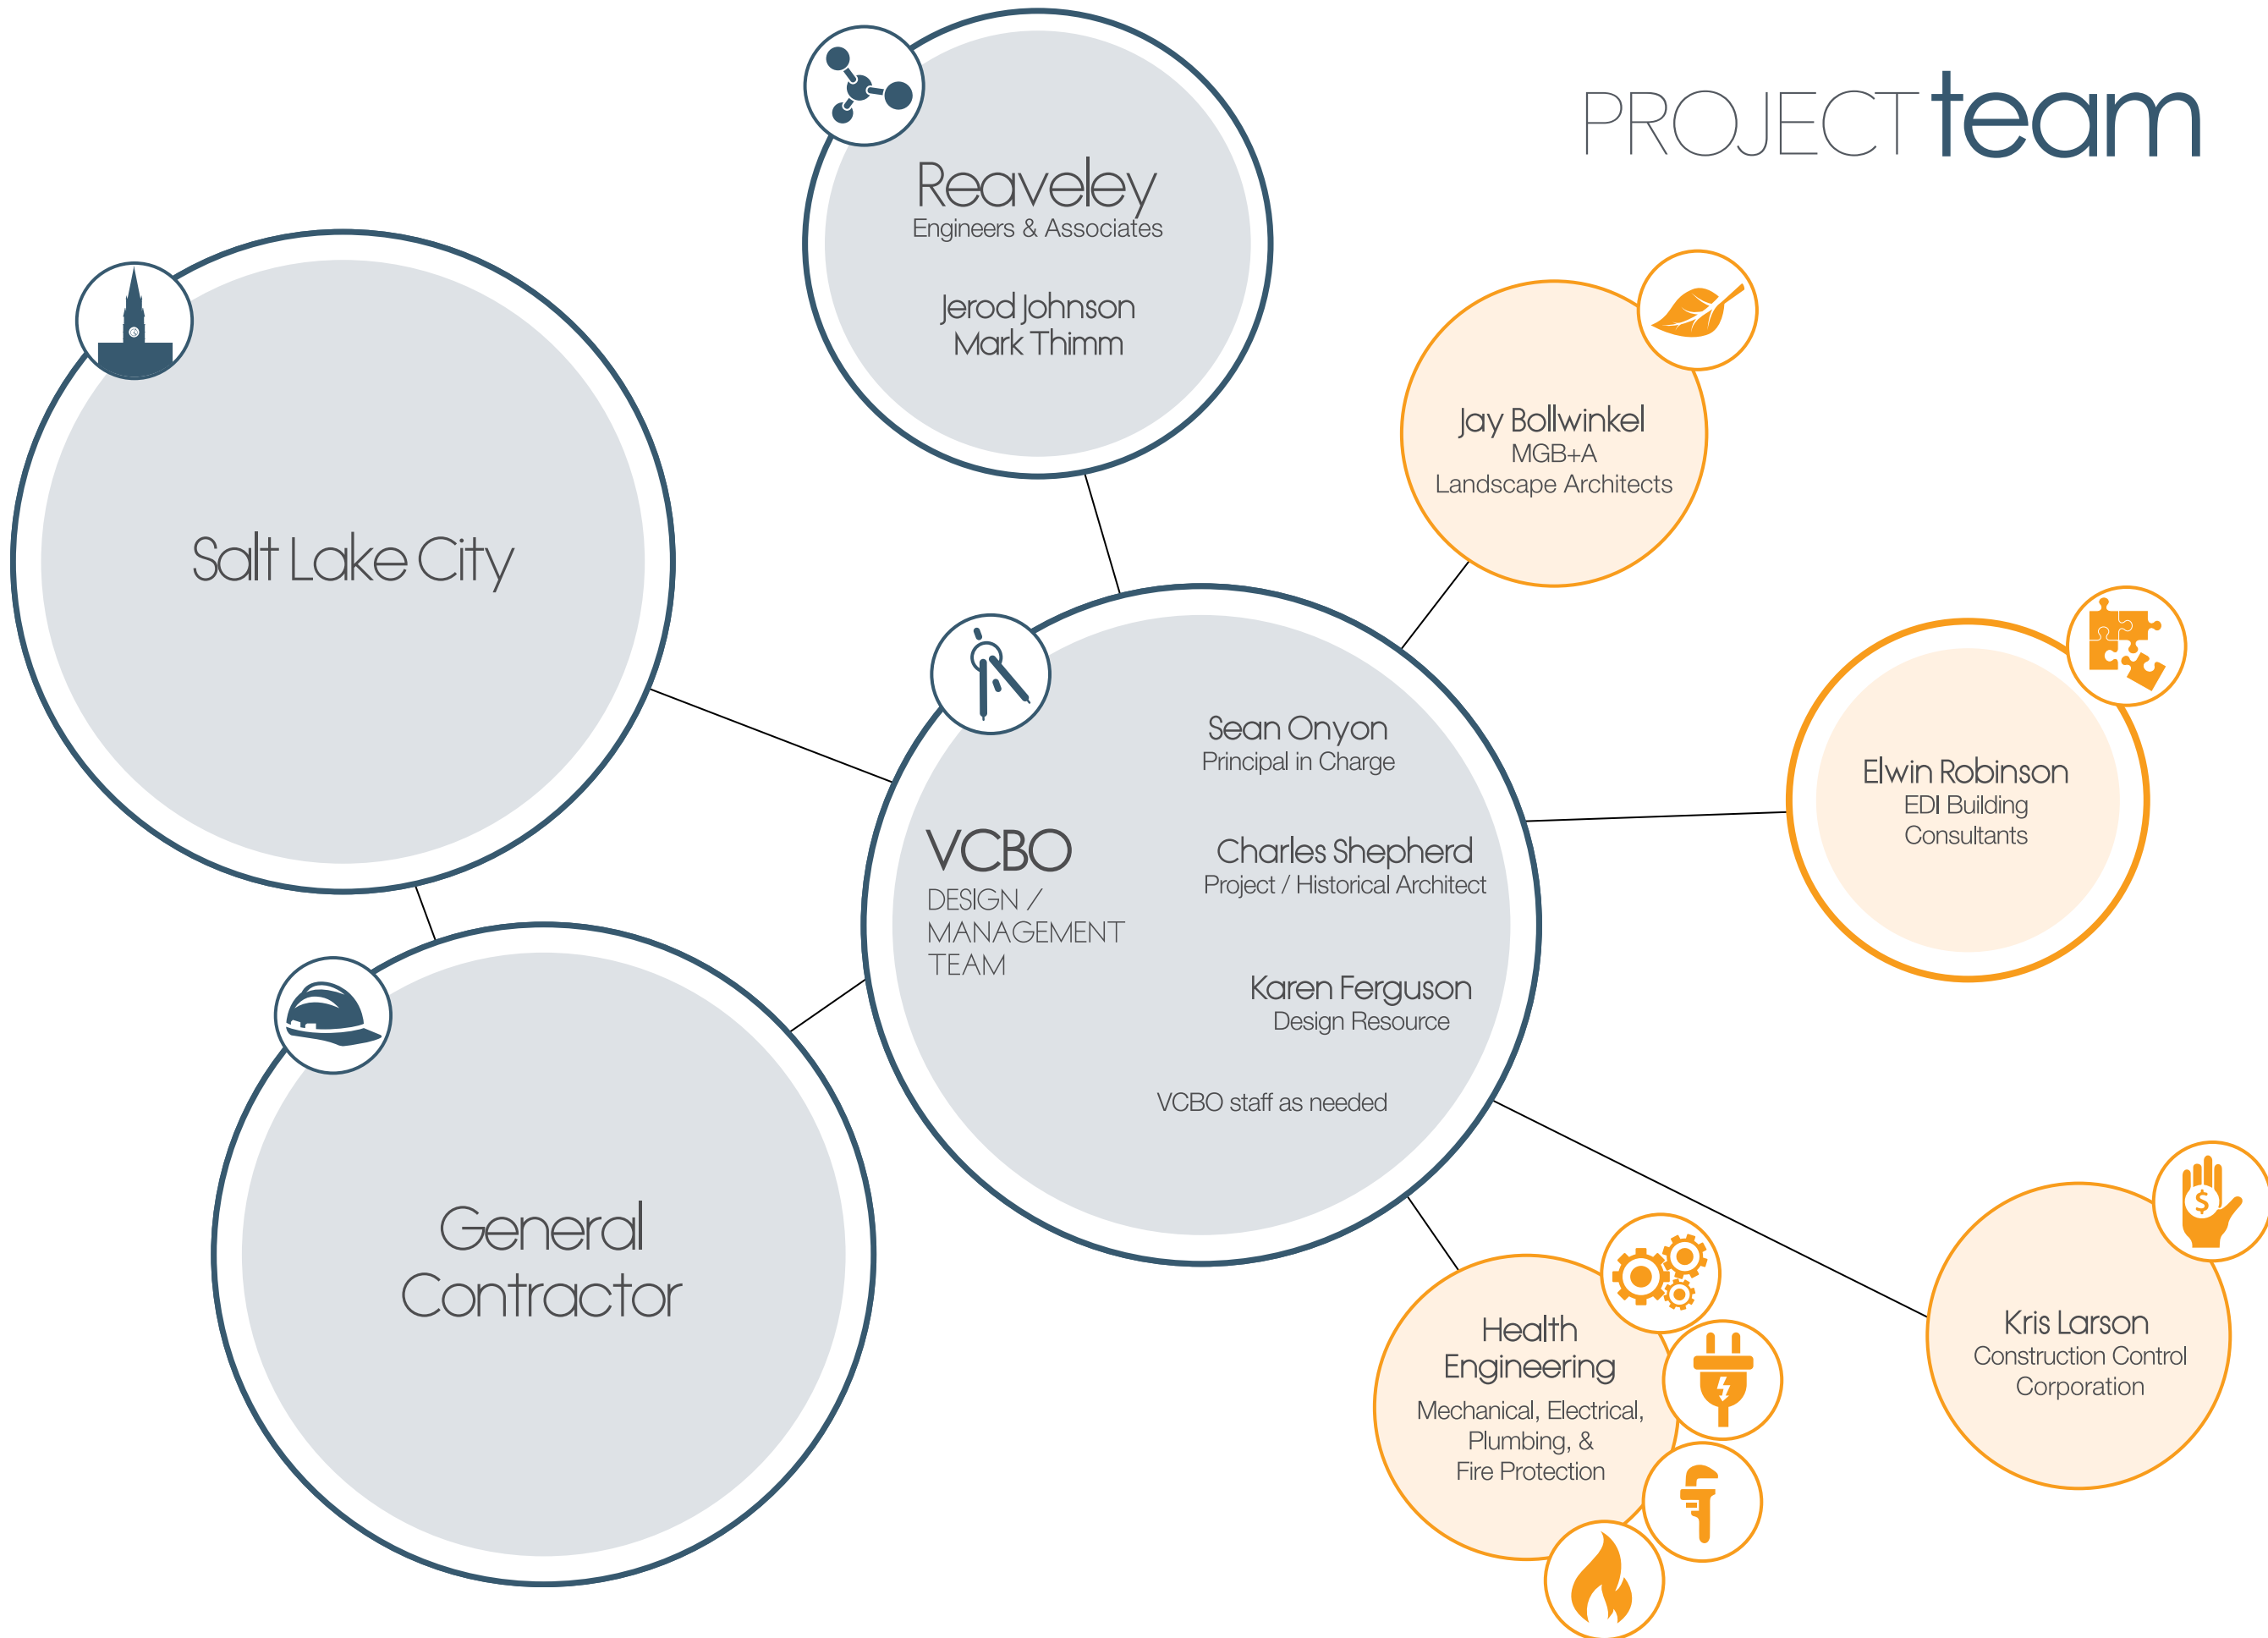 PROJECT team
Reaveley
Engineers & Associates
Jerod Johnson
Mark Thimm
Salt Lake City
Jay Bollwinkel
MGB+A
Landscape Architects
VCBO
DESIGN /
MANAGEMENT
TEAM
Sean Onyon
Principal in Charge
Charles Shepherd
Project / Historical Architect
Karen Ferguson
Design Resource
VCBO staff as needed
Elwin Robinson
EDI Building
Consultants
General
Contractor
Health
Engineering
Mechanical, Electrical,
Plumbing, &
Fire Protection
$
Kris Larson
Construction Control
Corporation